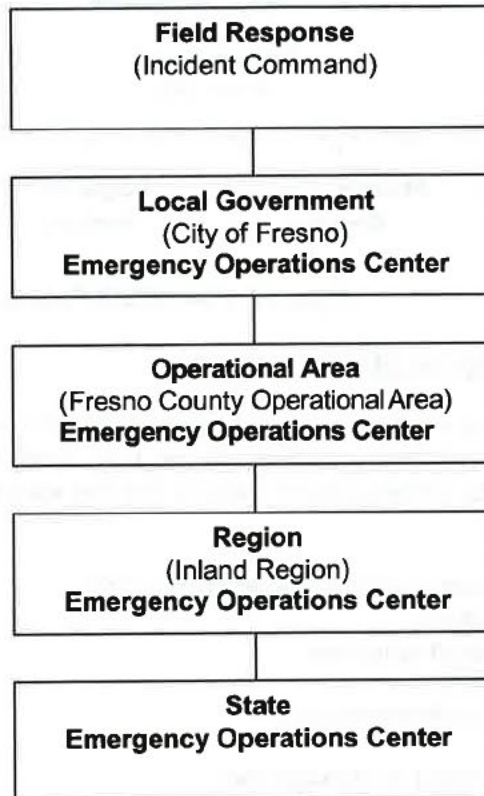 Field Response
(Incident Command)
Local Government
(City of Fresno)
Emergency Operations Center
Operational Area
(Fresno County Operational Area)
Emergency Operations Center
Region
(Inland Region)
Emergency Operations Center
State
Emergency Operations Center